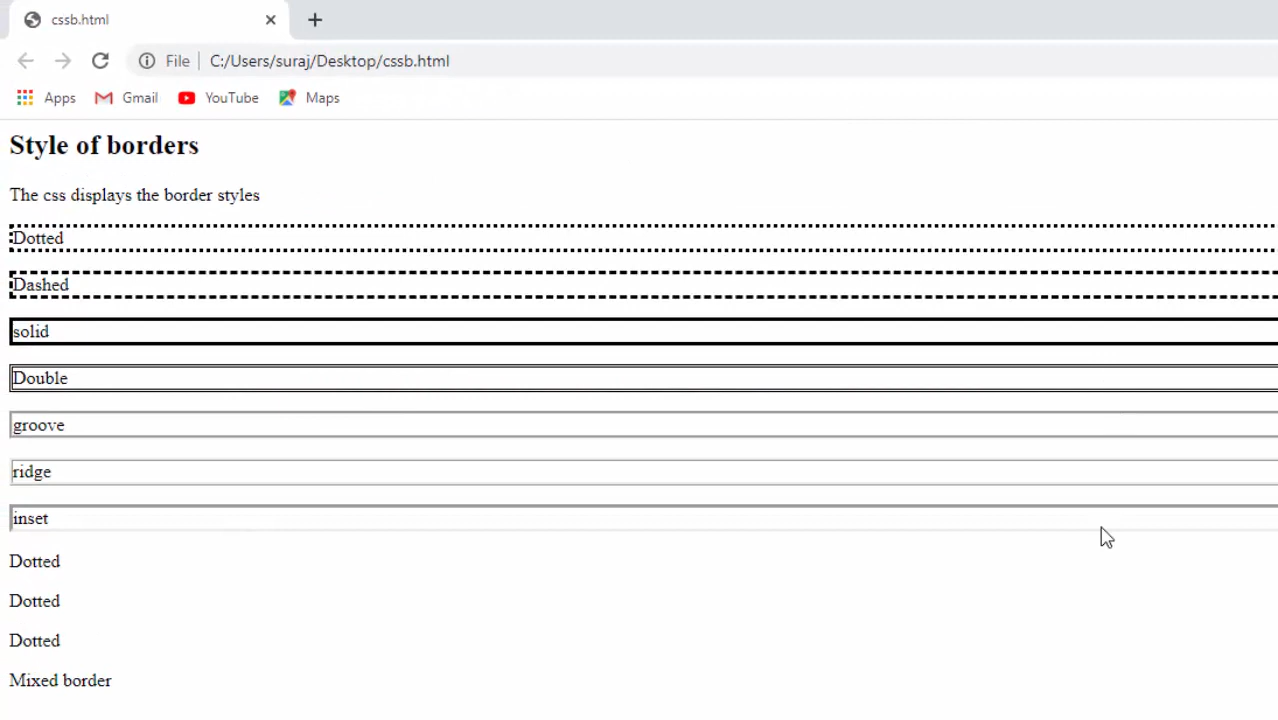 cssb.html
File C:/Users/suraj/Desktop/cssb.html
Apps Gmail YouTube Maps
Style of borders
The css displays the border styles
Dotted
Dashed
solid
Double
groove
ridge
inset
Dotted
Dotted
Dotted
Mixed border